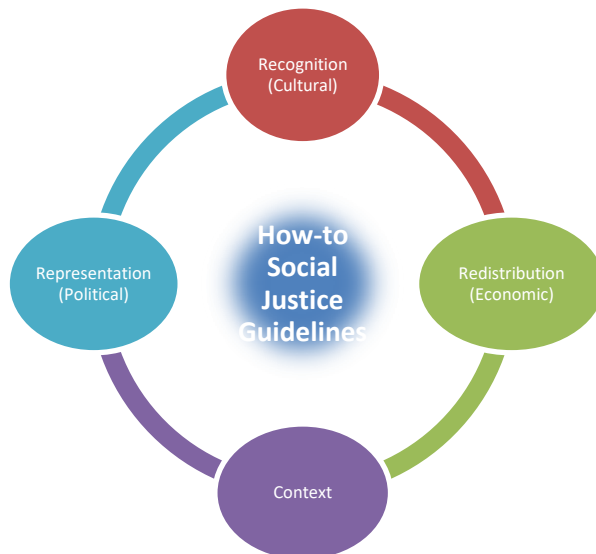 Recognition
(Cultural)
How-to
Social
Justice
Guidelines
Representation
(Political)
Redistribution
(Economic)
Context